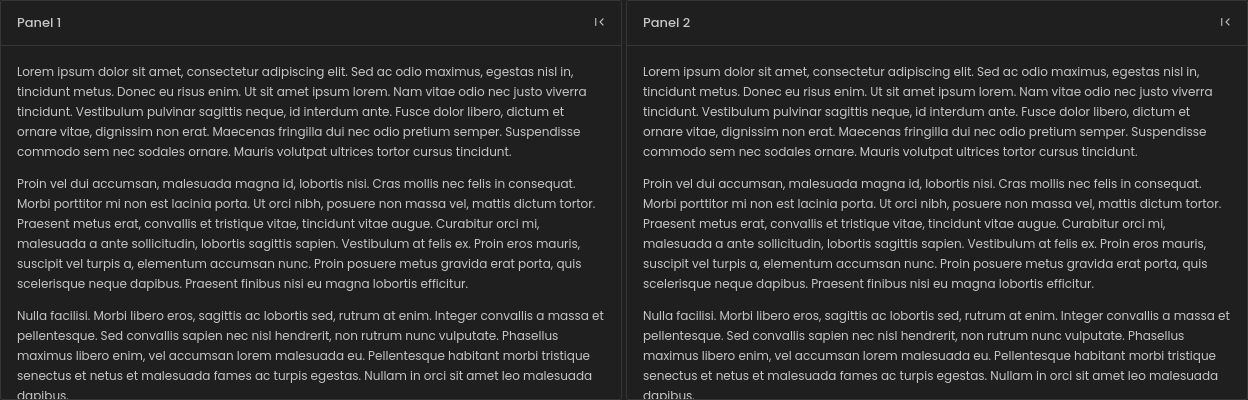 Panel 1
Lorem ipsum dolor sit amet, consectetur adipiscing elit. Sed ac odio maximus, egestas nisl in,
tincidunt metus. Donec eu risus enim. Ut sit amet ipsum lorem. Nam vitae odio nec justo viverra
tincidunt. Vestibulum pulvinar sagittis neque, id interdum ante. Fusce dolor libero, dictum et
ornare vitae, dignissim non erat. Maecenas fringilla dui nec odio pretium semper. Suspendisse
commodo sem nec sodales ornare. Mauris volutpat ultrices tortor cursus tincidunt.
Proin vel dui accumsan, malesuada magna id, lobortis nisi. Cras mollis nec felis in consequat.
Morbi porttitor mi non est lacinia porta. Ut orci nibh, posuere non massa vel, mattis dictum tortor.
Praesent metus erat, convallis et tristique vitae, tincidunt vitae augue. Curabitur orci mi,
malesuada a ante sollicitudin, lobortis sagittis sapien. Vestibulum at felis ex. Proin eros mauris,
suscipit vel turpis a, elementum accumsan nunc. Proin posuere metus gravida erat porta, quis
scelerisque neque dapibus. Praesent finibus nisi eu magna lobortis efficitur.
Nulla facilisi. Morbi libero eros, sagittis ac lobortis sed, rutrum at enim. Integer convallis a massa et
pellentesque. Sed convallis sapien nec nisl hendrerit, non rutrum nunc vulputate. Phasellus
maximus libero enim, vel accumsan lorem malesuada eu. Pellentesque habitant morbi tristique
senectus et netus et malesuada fames ac turpis egestas. Nullam in orci sit amet leo malesuada
dapibus.
Panel 2
Lorem ipsum dolor sit amet, consectetur adipiscing elit. Sed ac odio maximus, egestas nisl in,
tincidunt metus. Donec eu risus enim. Ut sit amet ipsum lorem. Nam vitae odio nec justo viverra
tincidunt. Vestibulum pulvinar sagittis neque, id interdum ante. Fusce dolor libero, dictum et
ornare vitae, dignissim non erat. Maecenas fringilla dui nec odio pretium semper. Suspendisse
commodo sem nec sodales ornare. Mauris volutpat ultrices tortor cursus tincidunt.
Proin vel dui accumsan, malesuada magna id, lobortis nisi. Cras mollis nec felis in consequat.
Morbi porttitor mi non est lacinia porta. Ut orci nibh, posuere non massa vel, mattis dictum tortor.
Praesent metus erat, convallis et tristique vitae, tincidunt vitae augue. Curabitur orci mi,
malesuada a ante sollicitudin, lobortis sagittis sapien. Vestibulum at felis ex. Proin eros mauris,
suscipit vel turpis a, elementum accumsan nunc. Proin posuere metus gravida erat porta, quis
scelerisque neque dapibus. Praesent finibus nisi eu magna lobortis efficitur.
Nulla facilisi. Morbi libero eros, sagittis ac lobortis sed, rutrum at enim. Integer convallis a massa et
pellentesque. Sed convallis sapien nec nisl hendrerit, non rutrum nunc vulputate. Phasellus
maximus libero enim, vel accumsan lorem malesuada eu. Pellentesque habitant morbi tristique
senectus et netus et malesuada fames ac turpis egestas. Nullam in orci sit amet leo malesuada
dapibus.